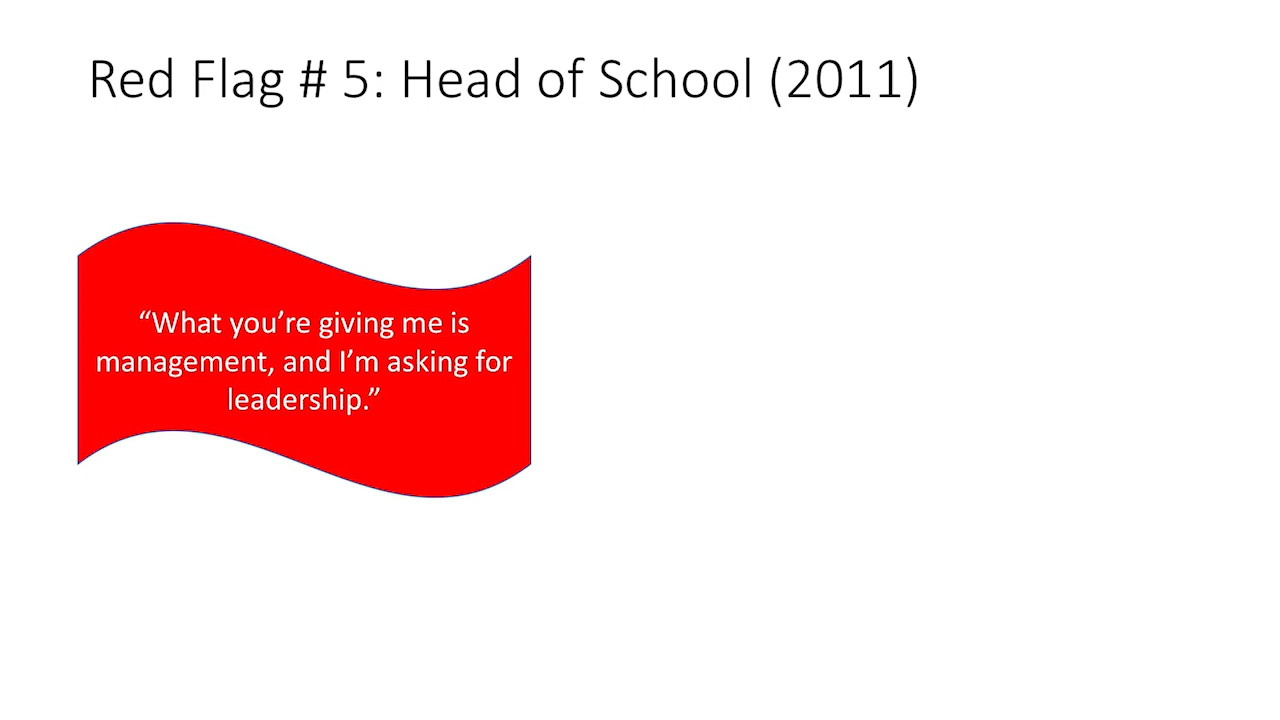 Red Flag # 5: Head of School (2011)
“What you’re giving me is
management, and I’m asking for
leadership.”